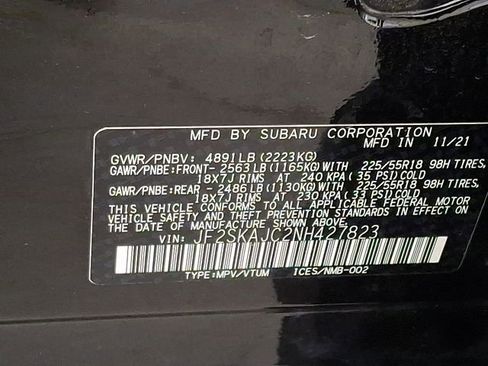 MFD BY SUBARU CORPORATION
MFD IN 11/21
GVWR/PNBV: 4891LB(2223KG)
GAWR/PNBE:FRONT- 2563LB(1165KG)WITH 225/55R18 98H TIRES,
18X7J RIMS AT 240 KPA(35 PSI)COLD
GAWR/PNBE:REAR - 2486LB(1130KG)WITH 225/55R18 98H TIRES,
18X7J RIMS AT 230 KPA(33 PSI)COLD
THIS VEHICLE CONFORMS TO ALL APPLICABLE FEDERAL MOTOR
VEHICLE SAFETY AND THEFT PREVENTION STANDARDS IN EFFECT ON
THE DATE OF MANUFACTURE SHOWN ABOVE.
VIN: JF2SKAJC2NH427823
TYPE:MPV/VTUM ICES/NMB-002